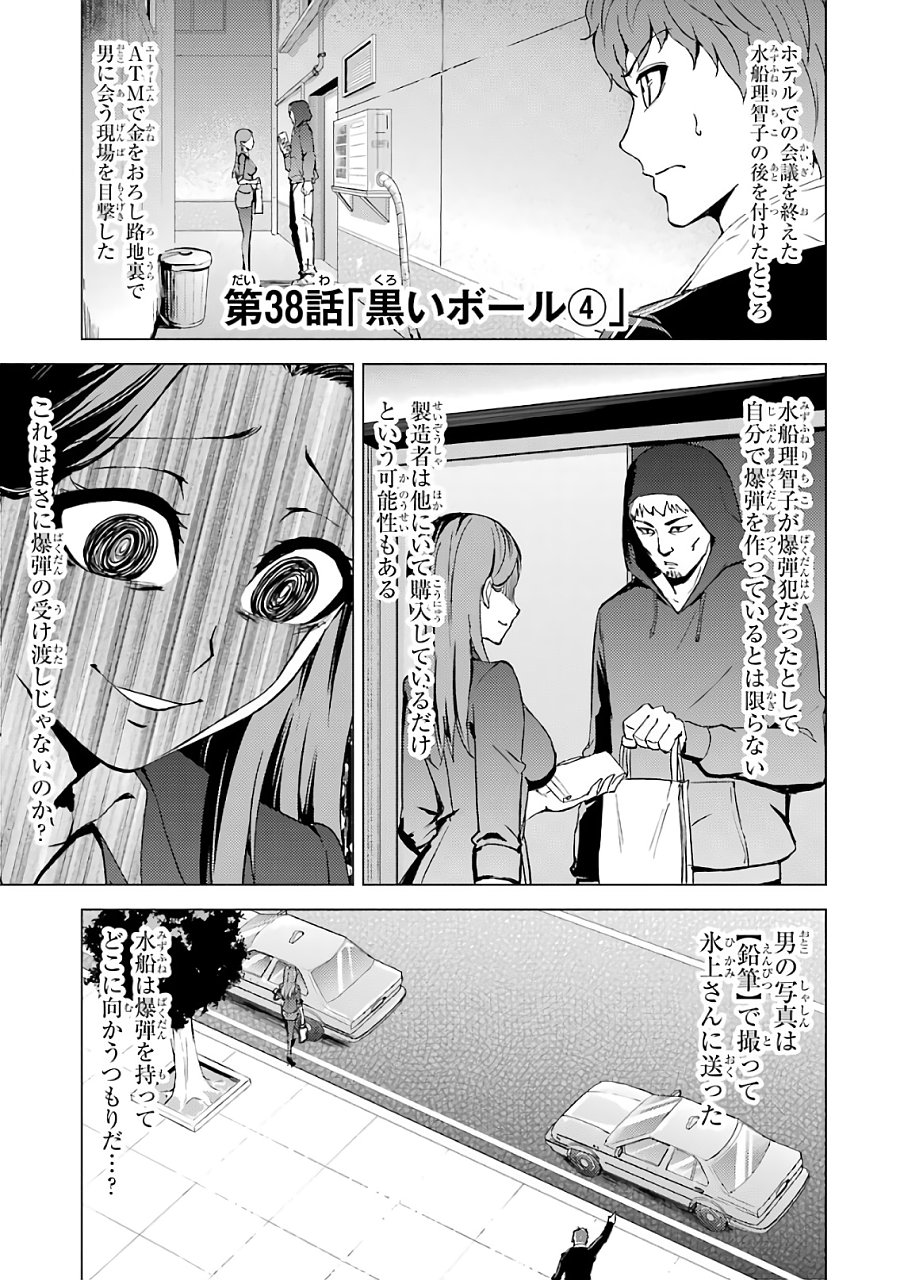 ホテルでの会議を終えた
水船理智子の後を付けたところ
ATMで金をおろし路地裏で
男に会う現場を目撃した
第38話「黒いボール④」
水船理智子が爆弾犯だったとして
自分で爆弾を作っているとは限らない
製造者は他にいて購入しているだけ
という可能性もある
これはまさに爆弾の受け渡しじゃないのか?
男の写真は
【鉛筆】で撮って
氷上さんに送った
水船は爆弾を持って
どこに向かうつもりだ…?